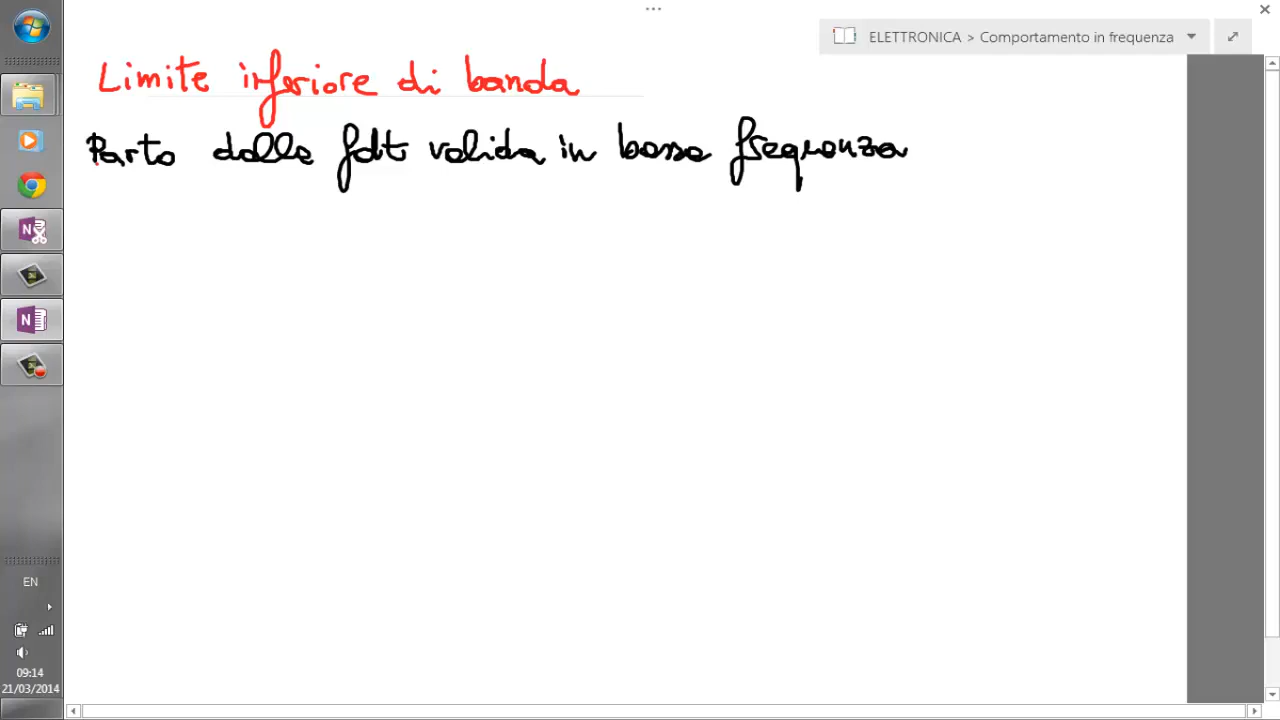 ELETTRONICA > Comportamento in frequenza
Limite inferiore di banda
Parto dalla fdt valida in bassa frequenza
EN
09:14
21/03/2014